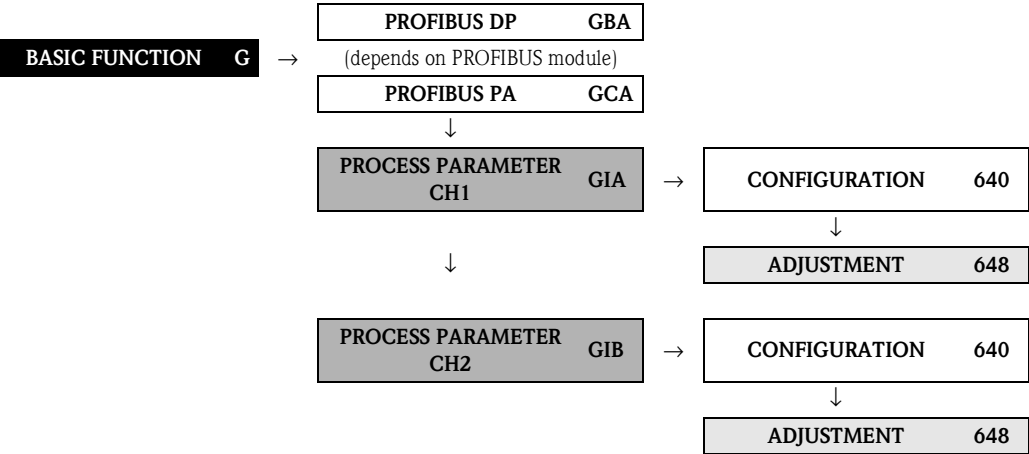 PROFIBUS DP GBA
BASIC FUNCTION G → (depends on PROFIBUS module)
PROFIBUS PA GCA
↓
PROCESS PARAMETER
CH1 GIA → CONFIGURATION 640
↓
↓ ADJUSTMENT 648
PROCESS PARAMETER
CH2 GIB → CONFIGURATION 640
↓
ADJUSTMENT 648